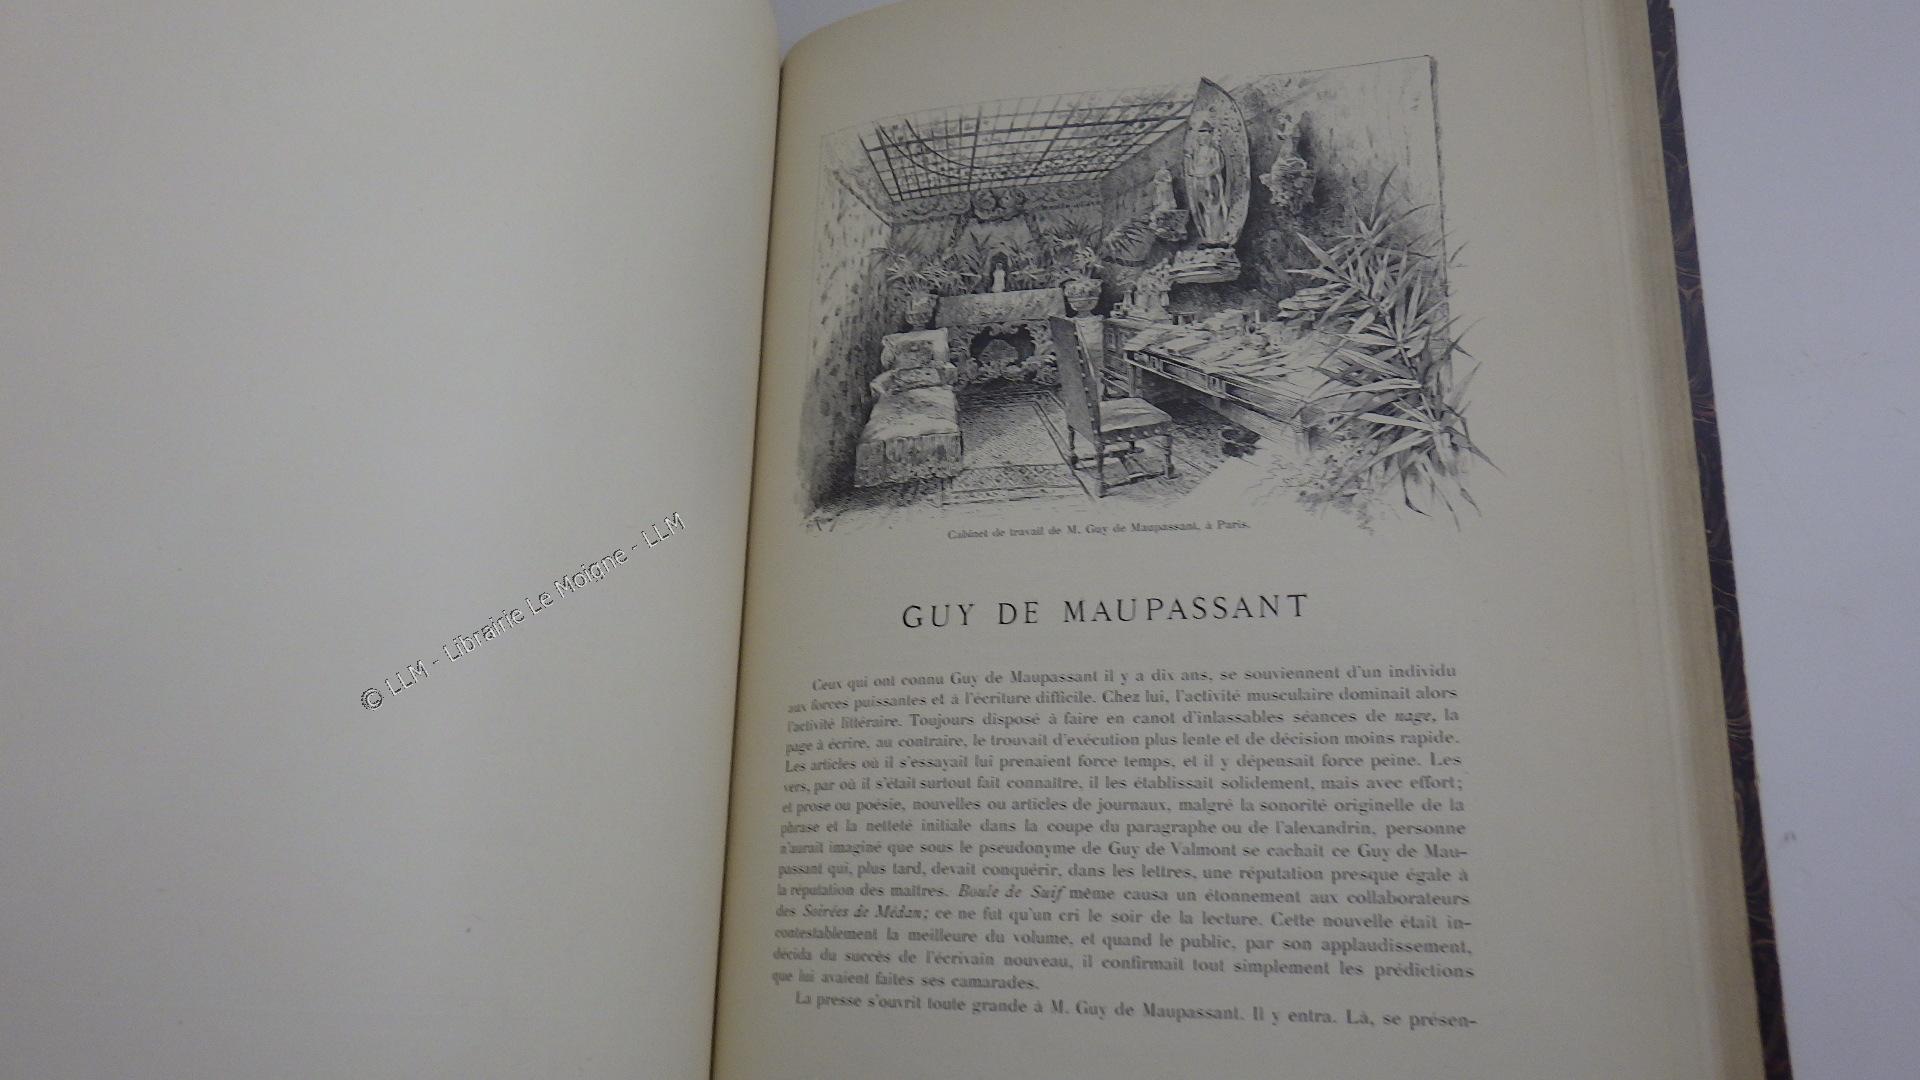 © LLM - Librairie Le Moigne - LLM
Cabinet de travail de M. Guy de Maupassant, à Paris.
GUY DE MAUPASSANT
Ceux qui ont connu Guy de Maupassant il y a dix ans, se souviennent d'un individu
aux forces puissantes et à l'écriture difficile. Chez lui, l'activité musculaire dominait alors
l'activité littéraire. Toujours disposé à faire en canot d'inlassables séances de nage, la
page à écrire, au contraire, le trouvait d'exécution plus lente et de décision moins rapide.
Les articles où il s'essayait lui prenaient force temps, et il y dépensait force peine. Les
vers, par où il s'était surtout fait connaître, il les établissait solidement, mais avec effort;
et prose ou poésie, nouvelles ou articles de journaux, malgré la sonorité originelle de la
phrase et la netteté initiale dans la coupe du paragraphe ou de l'alexandrin, personne
n'aurait imaginé que sous le pseudonyme de Guy de Valmont se cachait ce Guy de Mau-
passant qui, plus tard, devait conquérir, dans les lettres, une réputation presque égale à
la réputation des maîtres. Boule de Suif même causa un étonnement aux collaborateurs
des Soirées de Médan; ce ne fut qu'un cri le soir de la lecture. Cette nouvelle était in-
contestablement la meilleure du volume, et quand le public, par son applaudissement,
décida du succès de l'écrivain nouveau, il confirmait tout simplement les prédictions
que lui avaient faites ses camarades.
La presse s'ouvrit toute grande à M. Guy de Maupassant. Il y entra. Là, se présen-